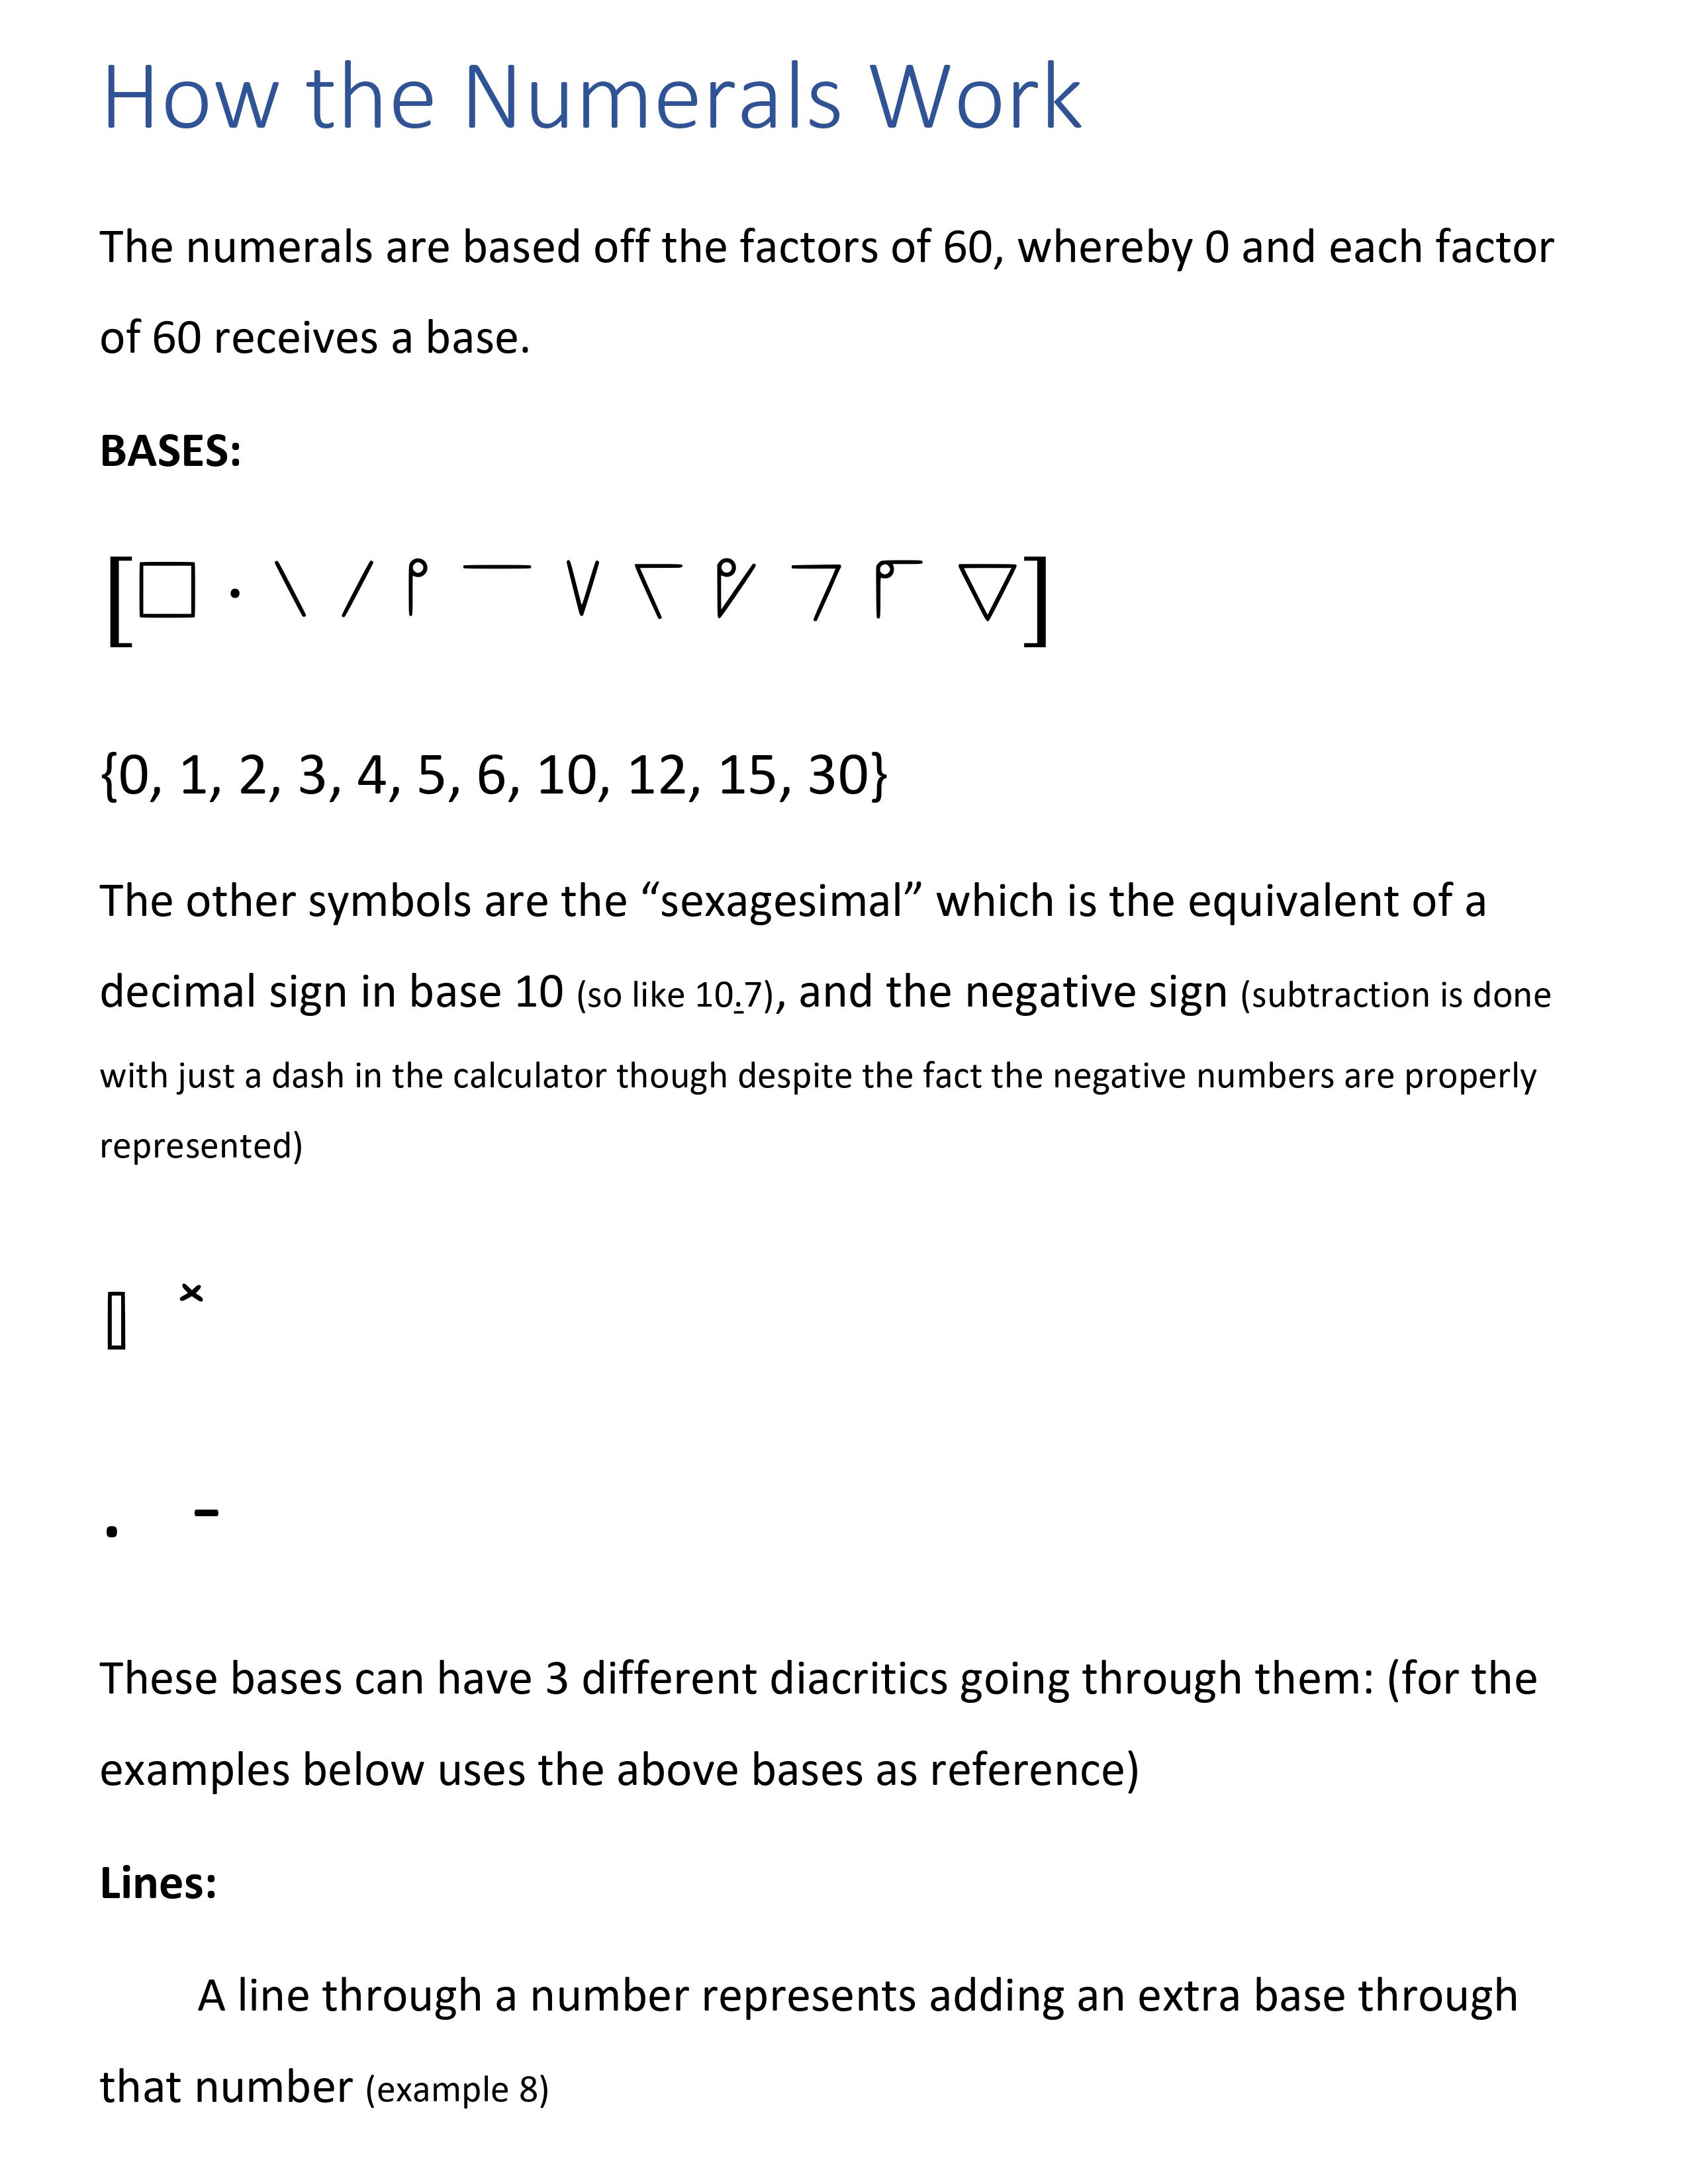 How the Numerals Work
The numerals are based off the factors of 60, whereby 0 and each factor
of 60 receives a base.
BASES:
{0, 1, 2, 3, 4, 5, 6, 10, 12, 15, 30}
The other symbols are the “sexagesimal” which is the equivalent of a
decimal sign in base 10 (so like 10.7), and the negative sign (subtraction is done
with just a dash in the calculator though despite the fact the negative numbers are properly
represented)
. -
These bases can have 3 different diacritics going through them: (for the
examples below uses the above bases as reference)
Lines:
A line through a number represents adding an extra base through
that number (example 8)